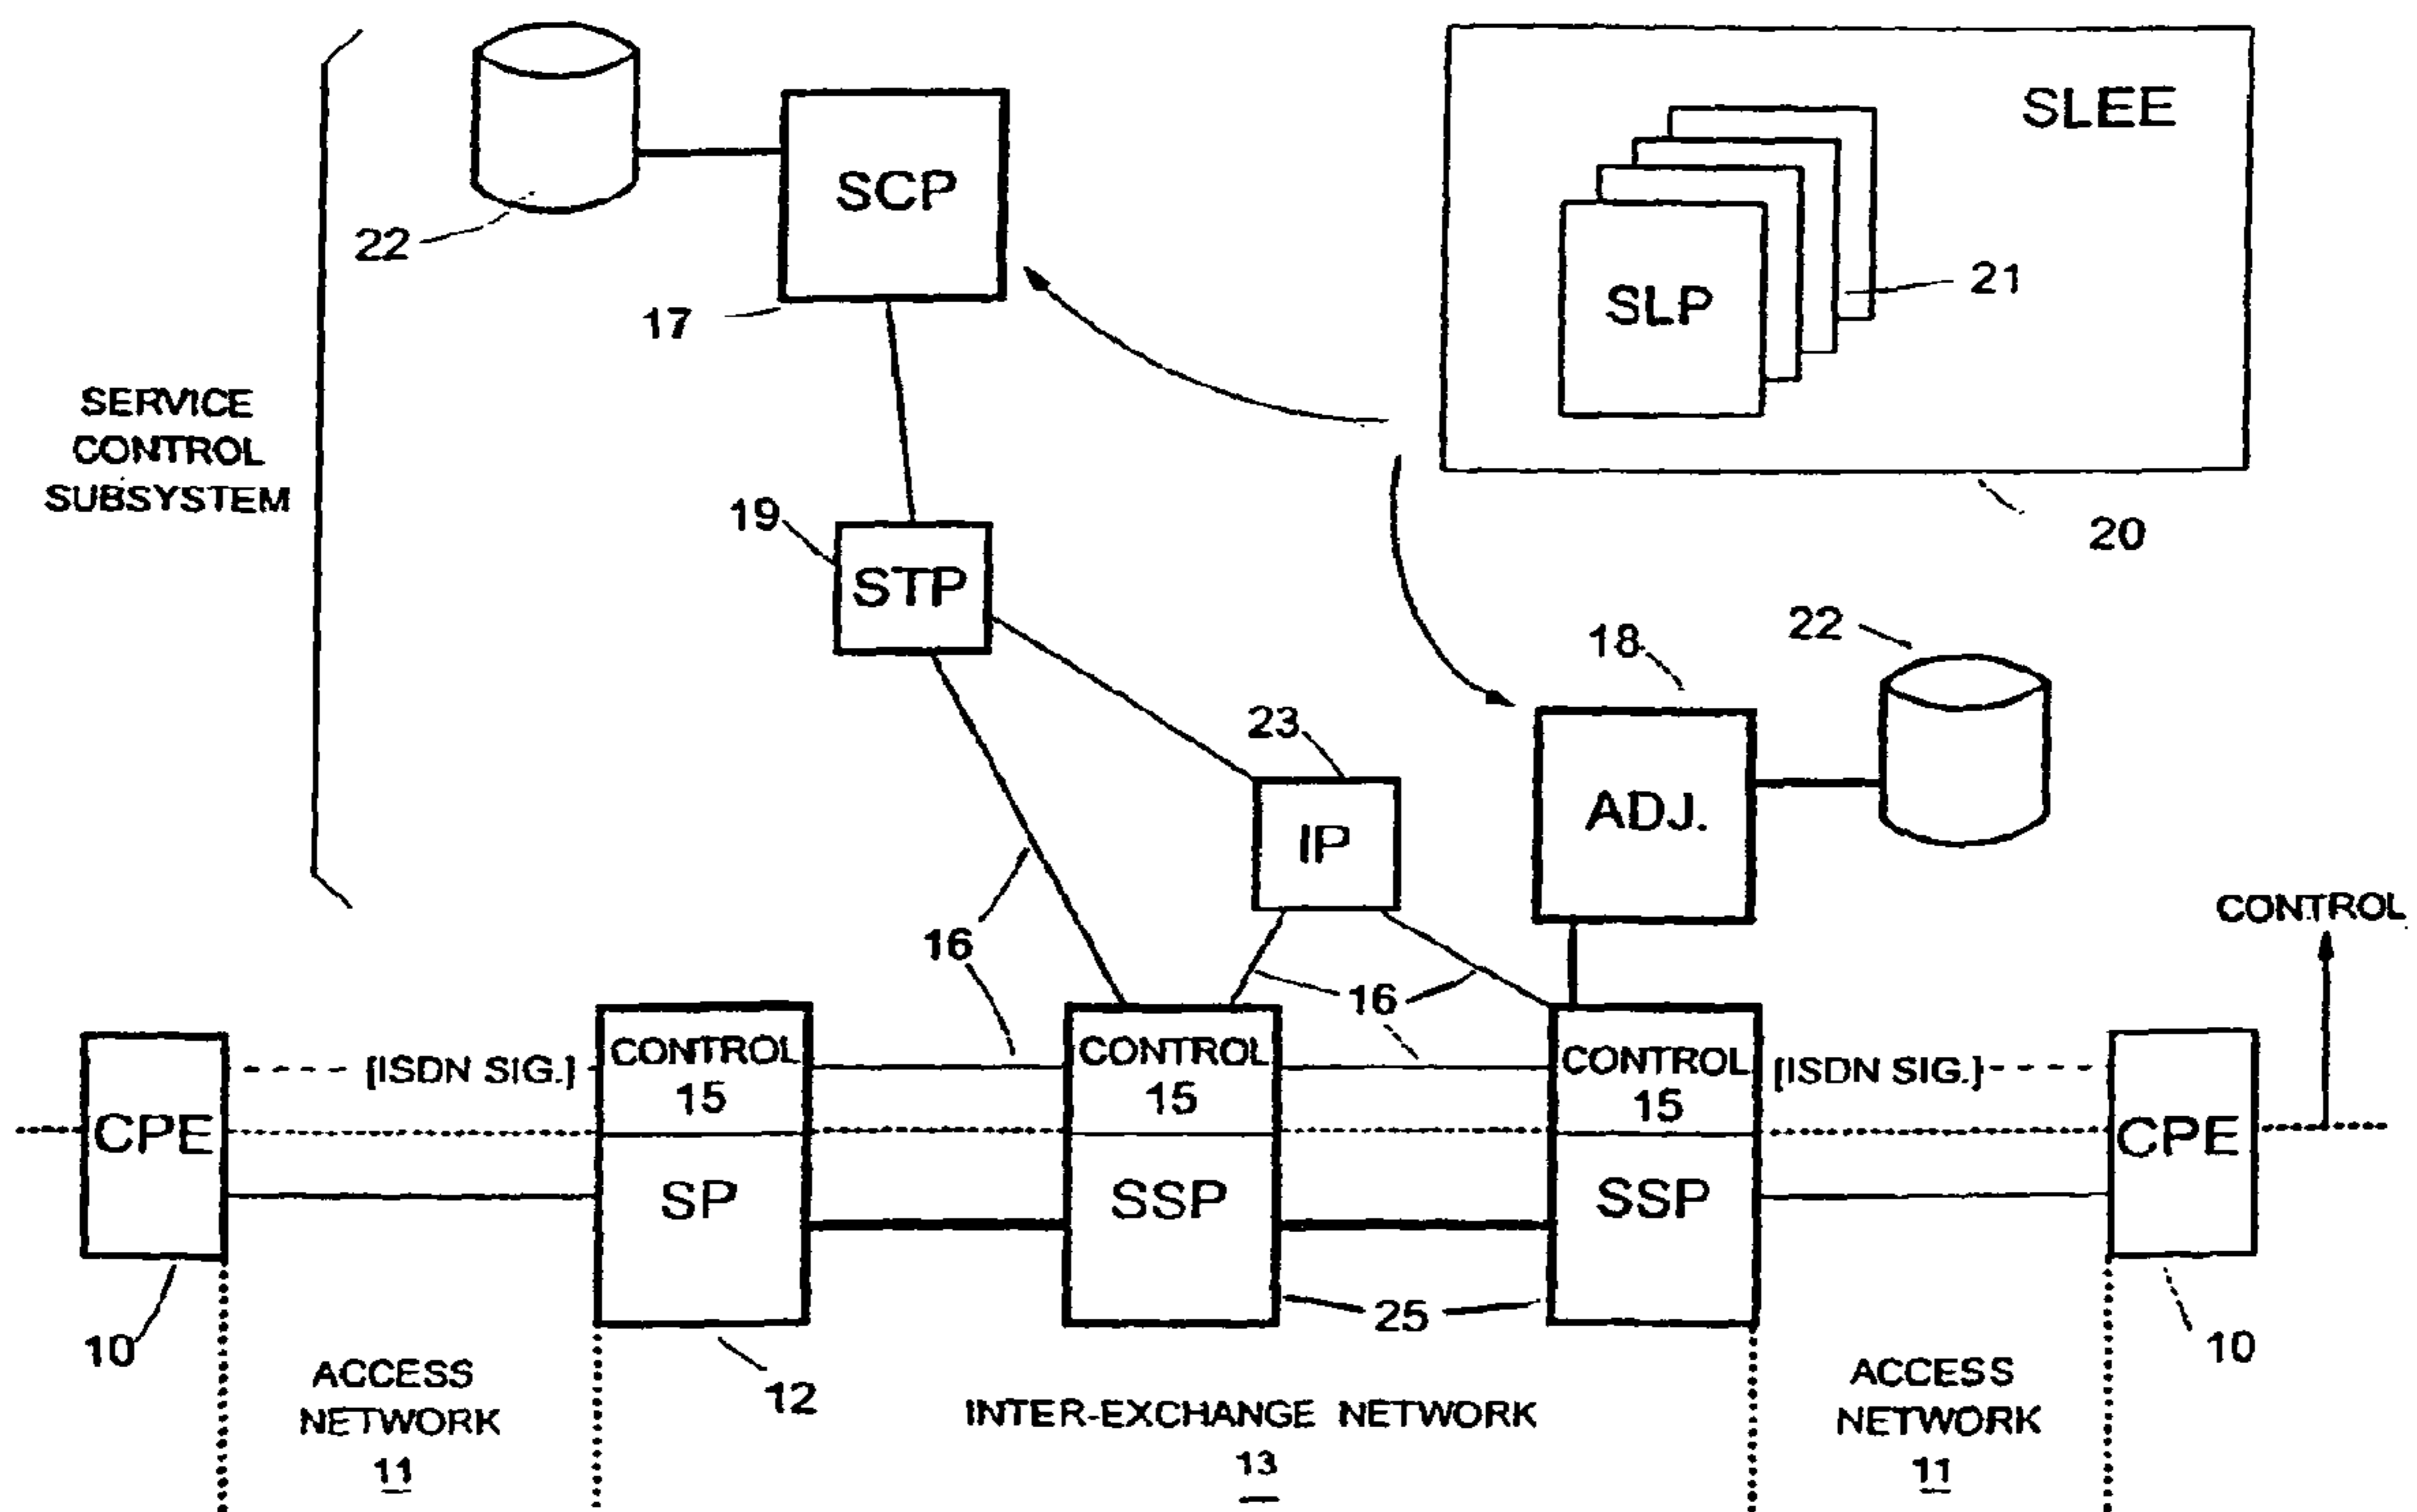 SLEE
SCP
22
21
SLP
17
SERVICE
CONTROL
SUBSYSTEM
19
STP
20
22
18
23
ADJ.
IP
CONTROL
16
16
CONTROL
15
CONTROL
15
CONTROL
15
[ISDN SIG.]
[ISDN SIG.]
CPE
CPE
SP
SSP
SSP
25
10
10
12
ACCESS
NETWORK
11
INTER-EXCHANGE NETWORK
13
ACCESS
NETWORK
11